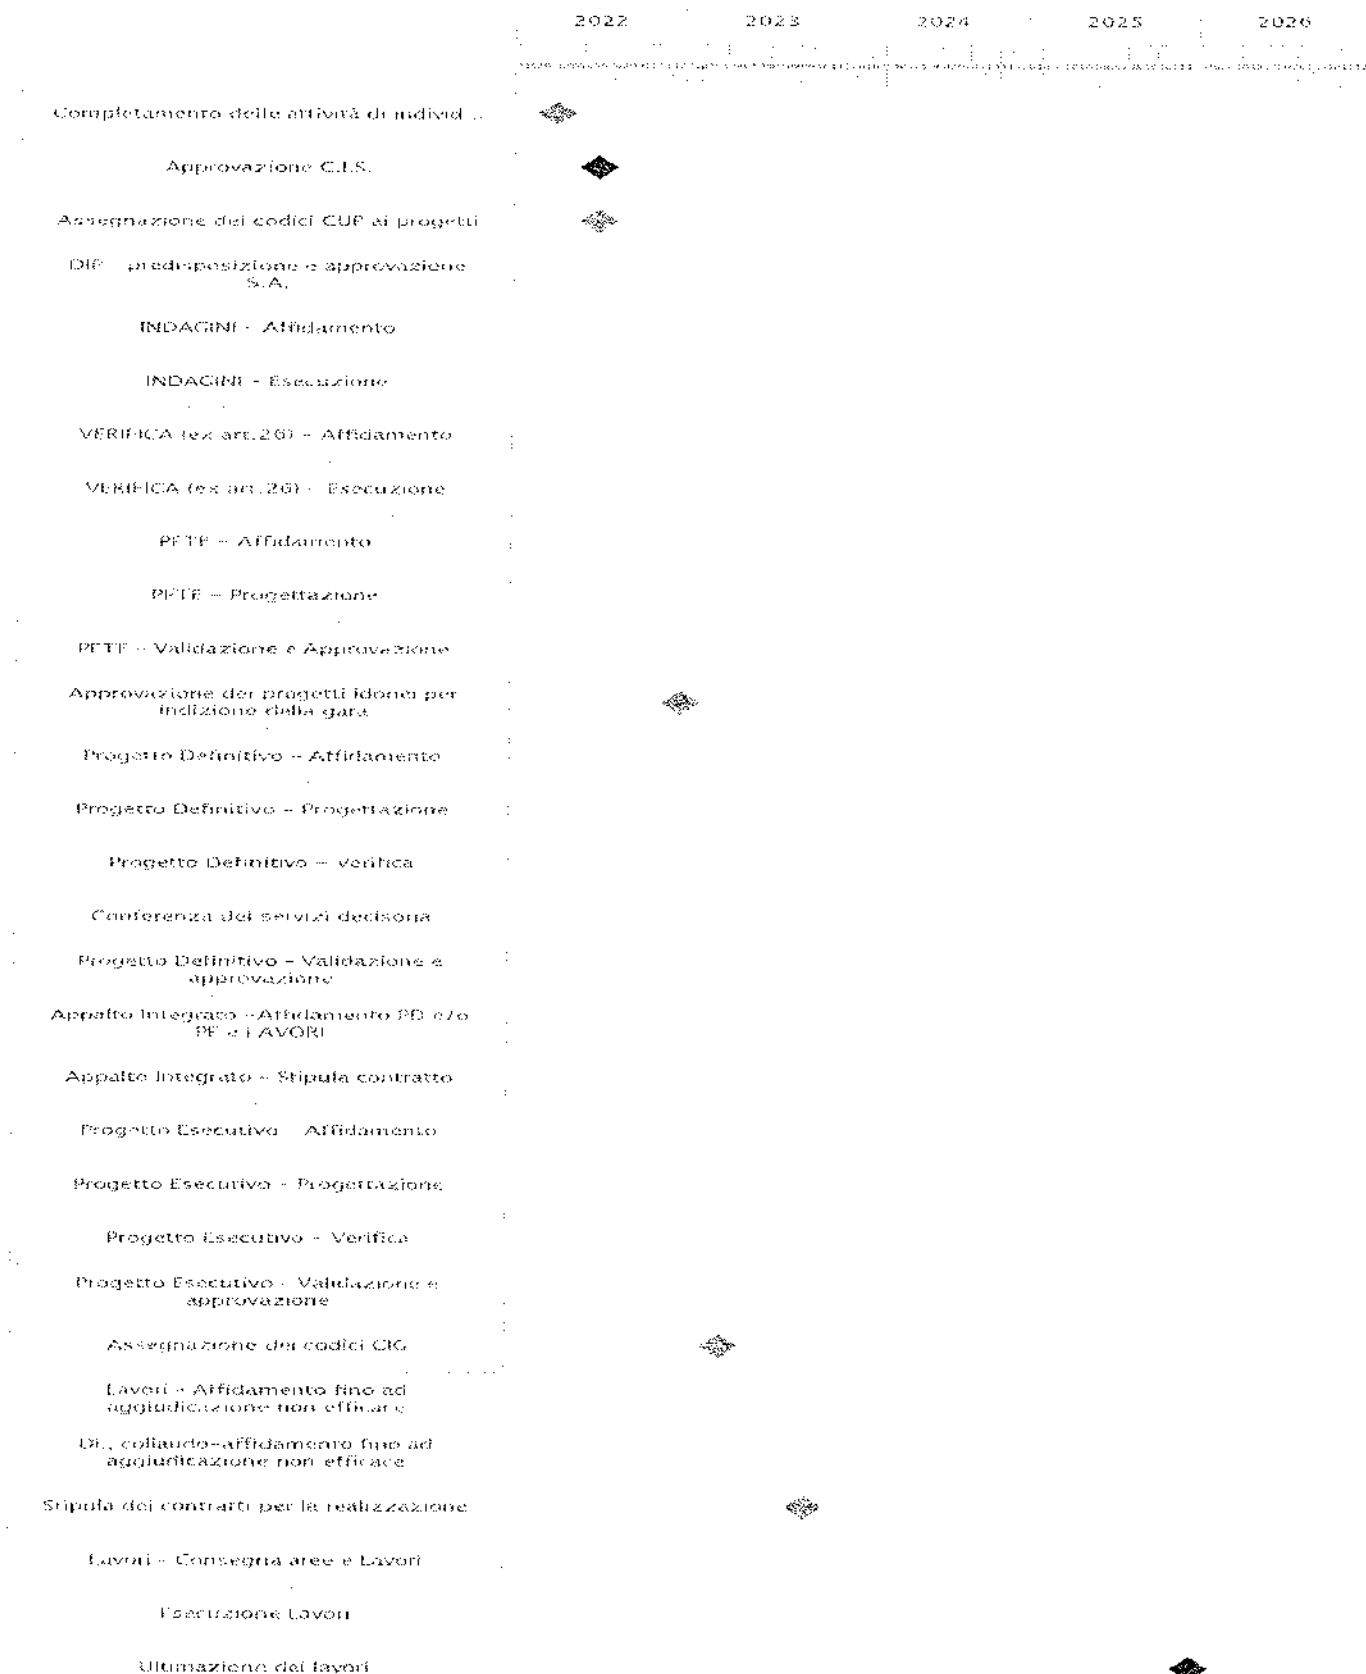 2022 2023 2024 2025 2026
Completamento delle attività di individ ...
Approvazione C.I.S.
Assegnazione dei codici CUP ai progetti
DIP - predisposizione e approvazione
S.A.
INDAGINI - Affidamento
INDAGINI - Esecuzione
VERIFICA (ex art.26) - Affidamento
VERIFICA (ex art.26) - Esecuzione
PFTE - Affidamento
PFTE - Progettazione
PFTE - Validazione e Approvazione
Approvazione dei progetti idonei per
indizione della gara
Progetto Definitivo - Affidamento
Progetto Definitivo - Progettazione
Progetto Definitivo - Verifica
Conferenza dei servizi decisoria
Progetto Definitivo - Validazione e
approvazione
Appalto Integrato -Affidamento PD e/o
PE e LAVORI
Appalto Integrato - Stipula contratto
Progetto Esecutivo - Affidamento
Progetto Esecutivo - Progettazione
Progetto Esecutivo - Verifica
Progetto Esecutivo - Validazione e
approvazione
Assegnazione dei codici CIG
Lavori - Affidamento fino ad
aggiudicazione non efficace
DL, collaudo-affidamento fino ad
aggiudicazione non efficace
Stipula dei contratti per la realizzazione
Lavori - Consegna aree e Lavori
Esecuzione Lavori
Ultimazione dei lavori